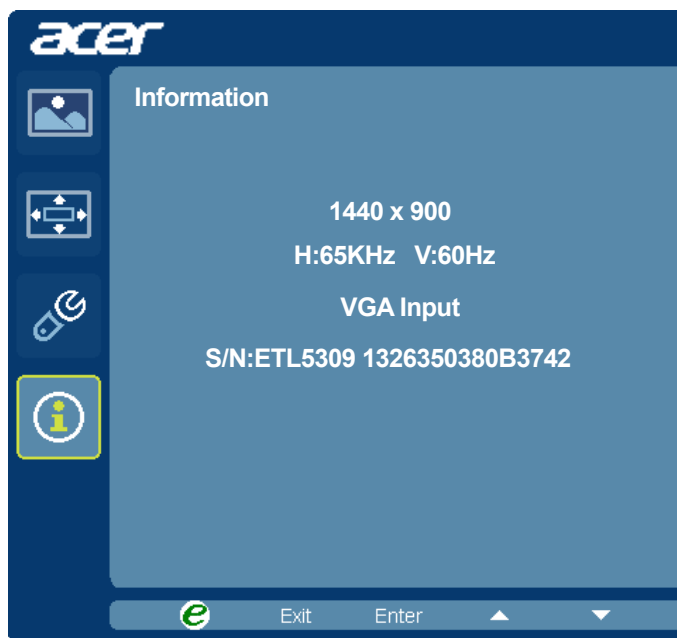 acer
Information
1440 x 900
H:65KHz V:60Hz
VGA Input
S/N:ETL5309 1326350380B3742
e Exit Enter